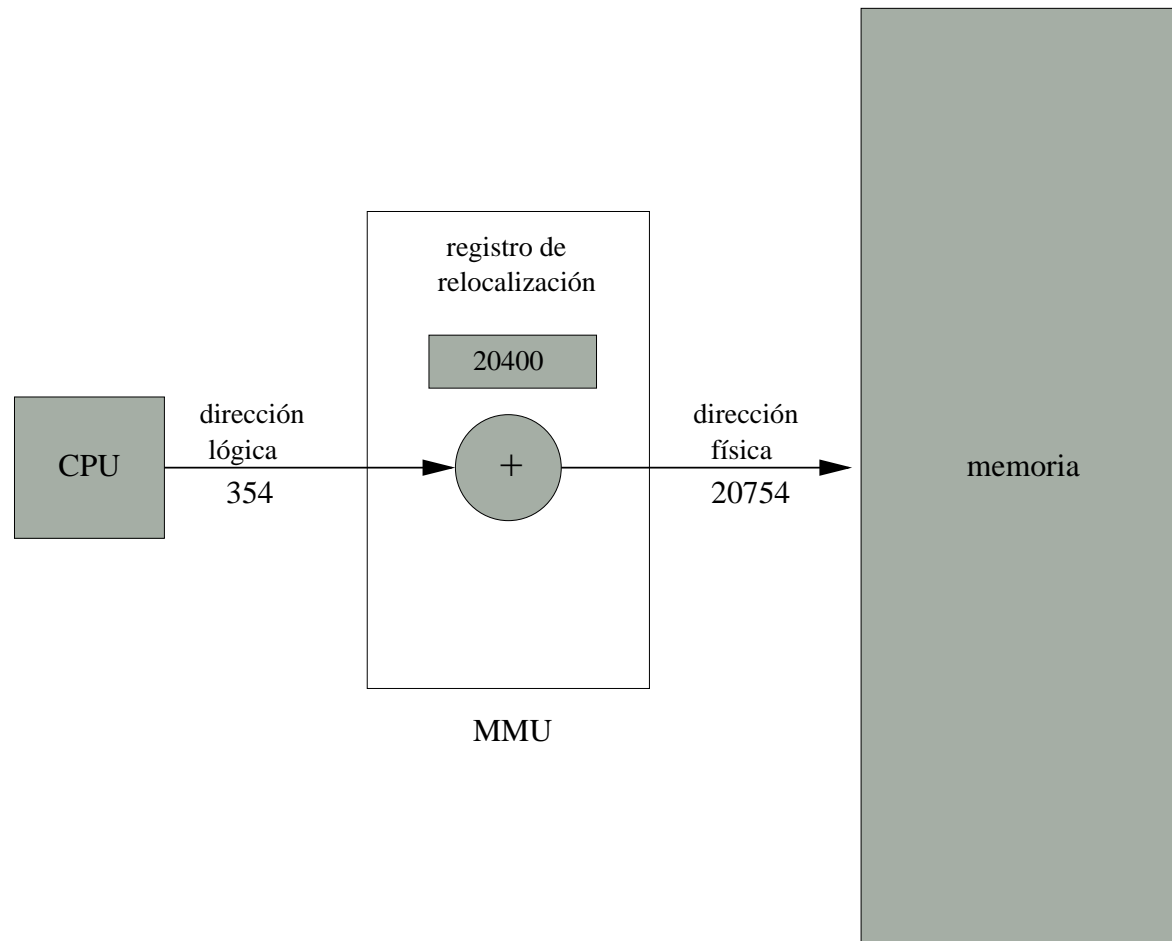 registro de
relocalización
20400
CPU
dirección
lógica
354
+
dirección
física
20754
memoria
MMU